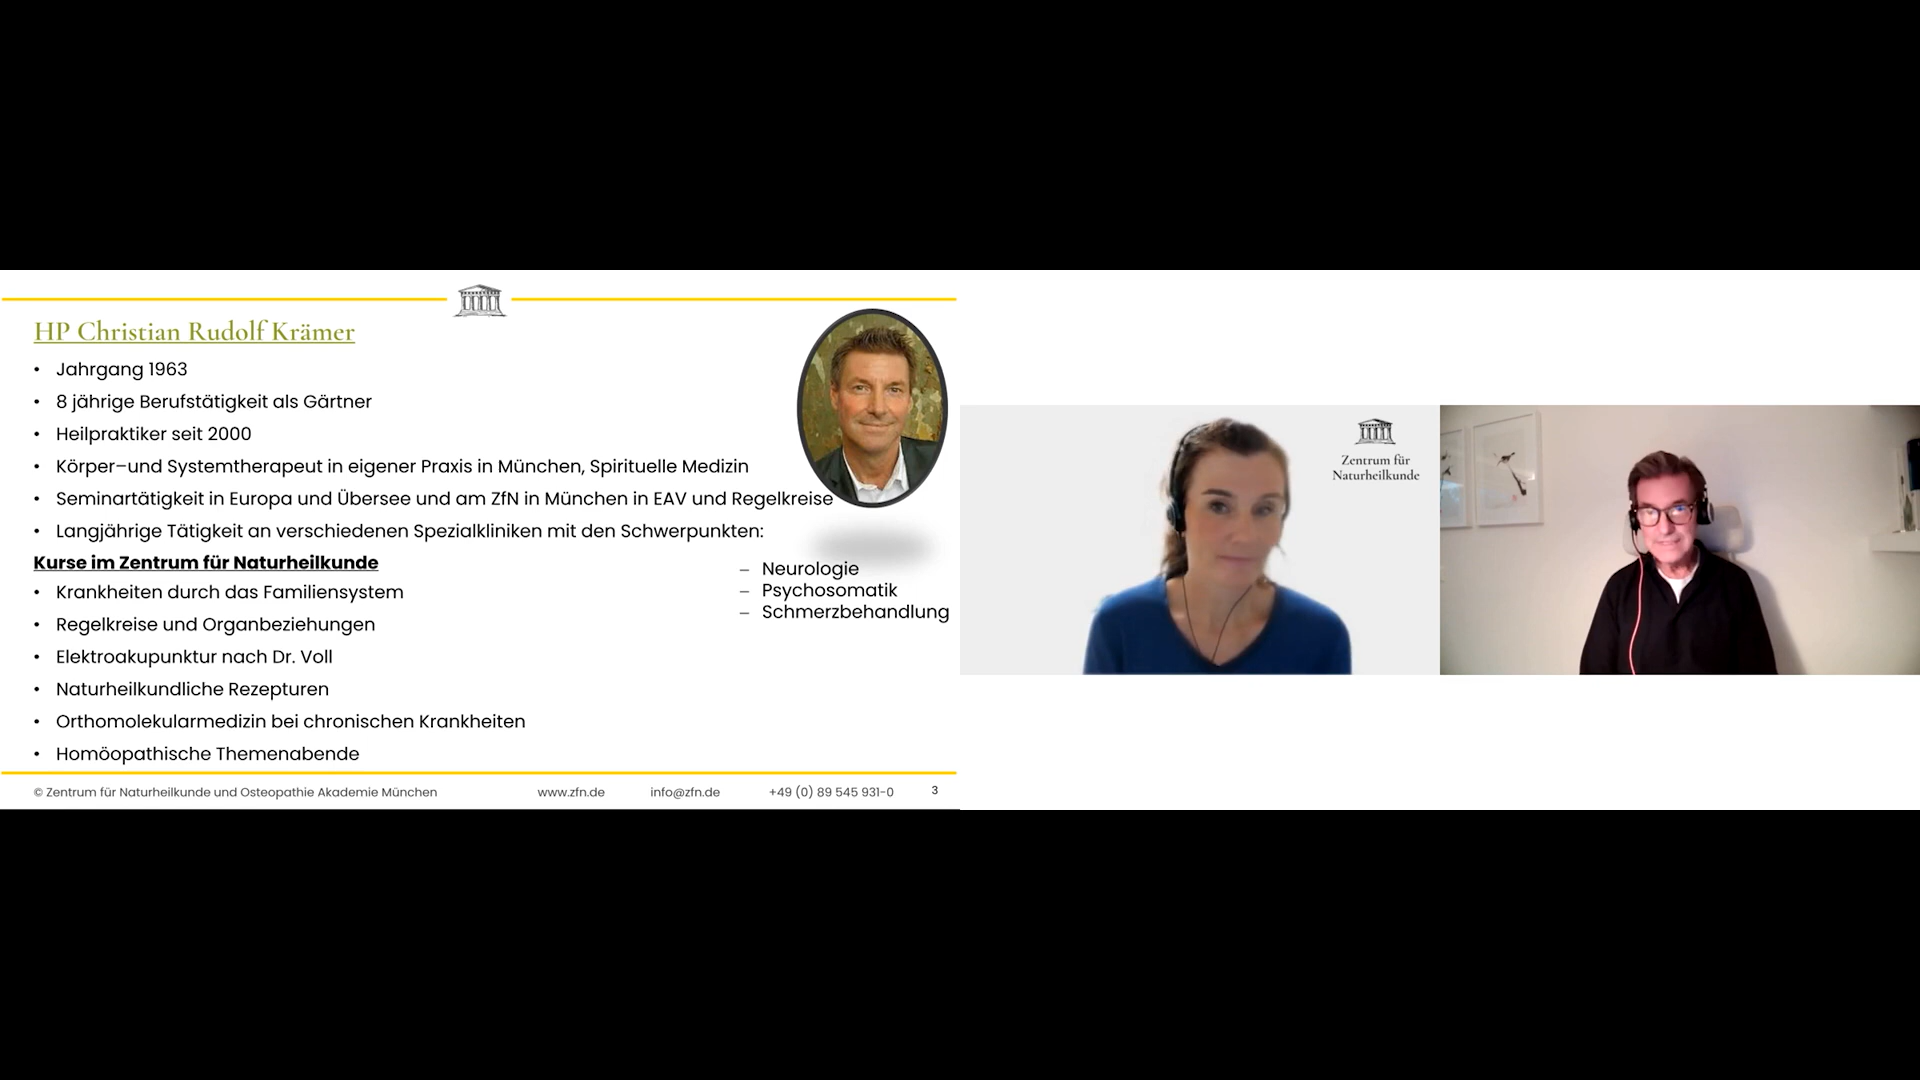 HP Christian Rudolf Krämer
• Jahrgang 1963
• 8 jährige Berufstätigkeit als Gärtner
• Heilpraktiker seit 2000
• Körper–und Systemtherapeut in eigener Praxis in München, Spirituelle Medizin
• Seminartätigkeit in Europa und Übersee und am ZfN in München in EAV und Regelkreise
• Langjährige Tätigkeit an verschiedenen Spezialkliniken mit den Schwerpunkten:
– Neurologie
– Psychosomatik
– Schmerzbehandlung
Kurse im Zentrum für Naturheilkunde
• Krankheiten durch das Familiensystem
• Regelkreise und Organbeziehungen
• Elektroakupunktur nach Dr. Voll
• Naturheilkundliche Rezepturen
• Orthomolekularmedizin bei chronischen Krankheiten
• Homöopathische Themenabende
© Zentrum für Naturheilkunde und Osteopathie Akademie München www.zfn.de info@zfn.de +49 (0) 89 545 931-0 3
Zentrum für
Naturheilkunde